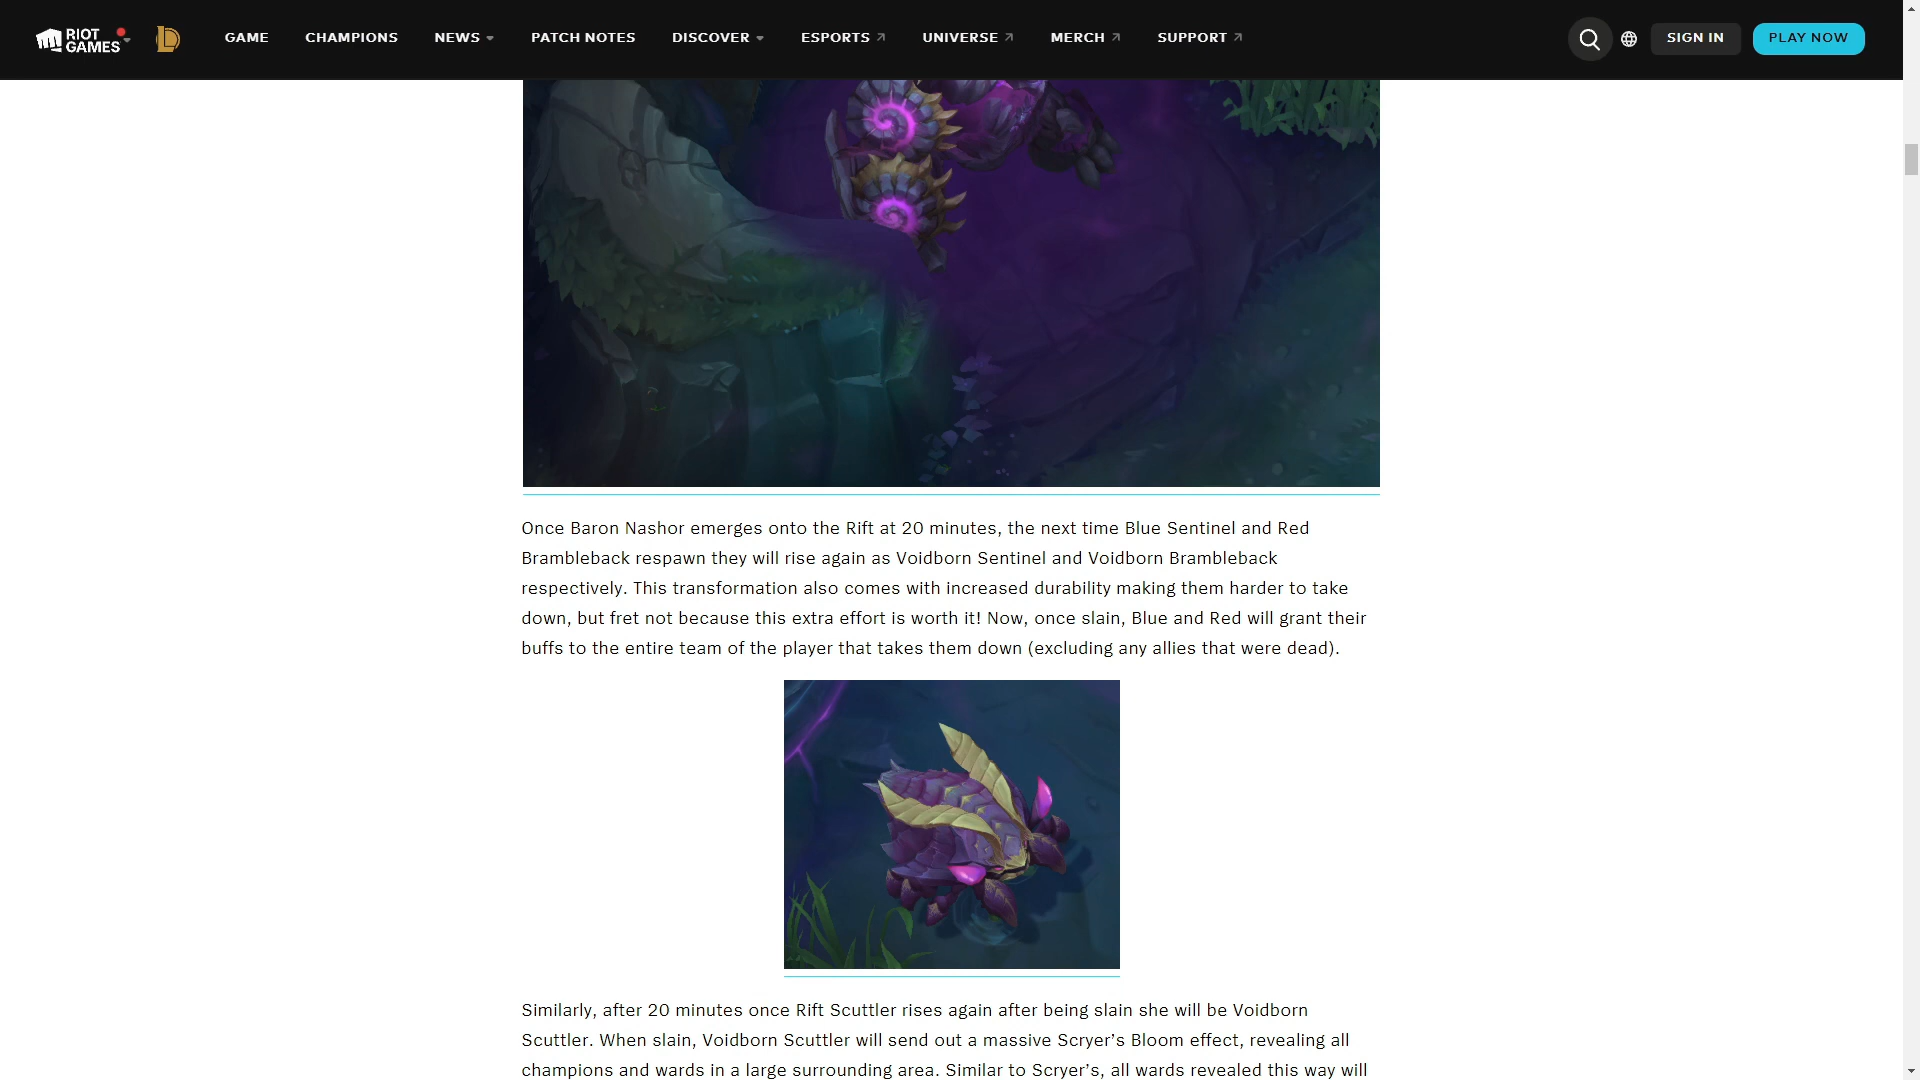 RIOT GAMES GAME CHAMPIONS NEWS PATCH NOTES DISCOVER ESPORTS UNIVERSE MERCH SUPPORT SIGN IN PLAY NOW
Once Baron Nashor emerges onto the Rift at 20 minutes, the next time Blue Sentinel and Red
Brambleback respawn they will rise again as Voidborn Sentinel and Voidborn Brambleback
respectively. This transformation also comes with increased durability making them harder to take
down, but fret not because this extra effort is worth it! Now, once slain, Blue and Red will grant their
buffs to the entire team of the player that takes them down (excluding any allies that were dead).
Similarly, after 20 minutes once Rift Scuttler rises again after being slain she will be Voidborn
Scuttler. When slain, Voidborn Scuttler will send out a massive Scryer’s Bloom effect, revealing all
champions and wards in a large surrounding area. Similar to Scryer’s, all wards revealed this way will